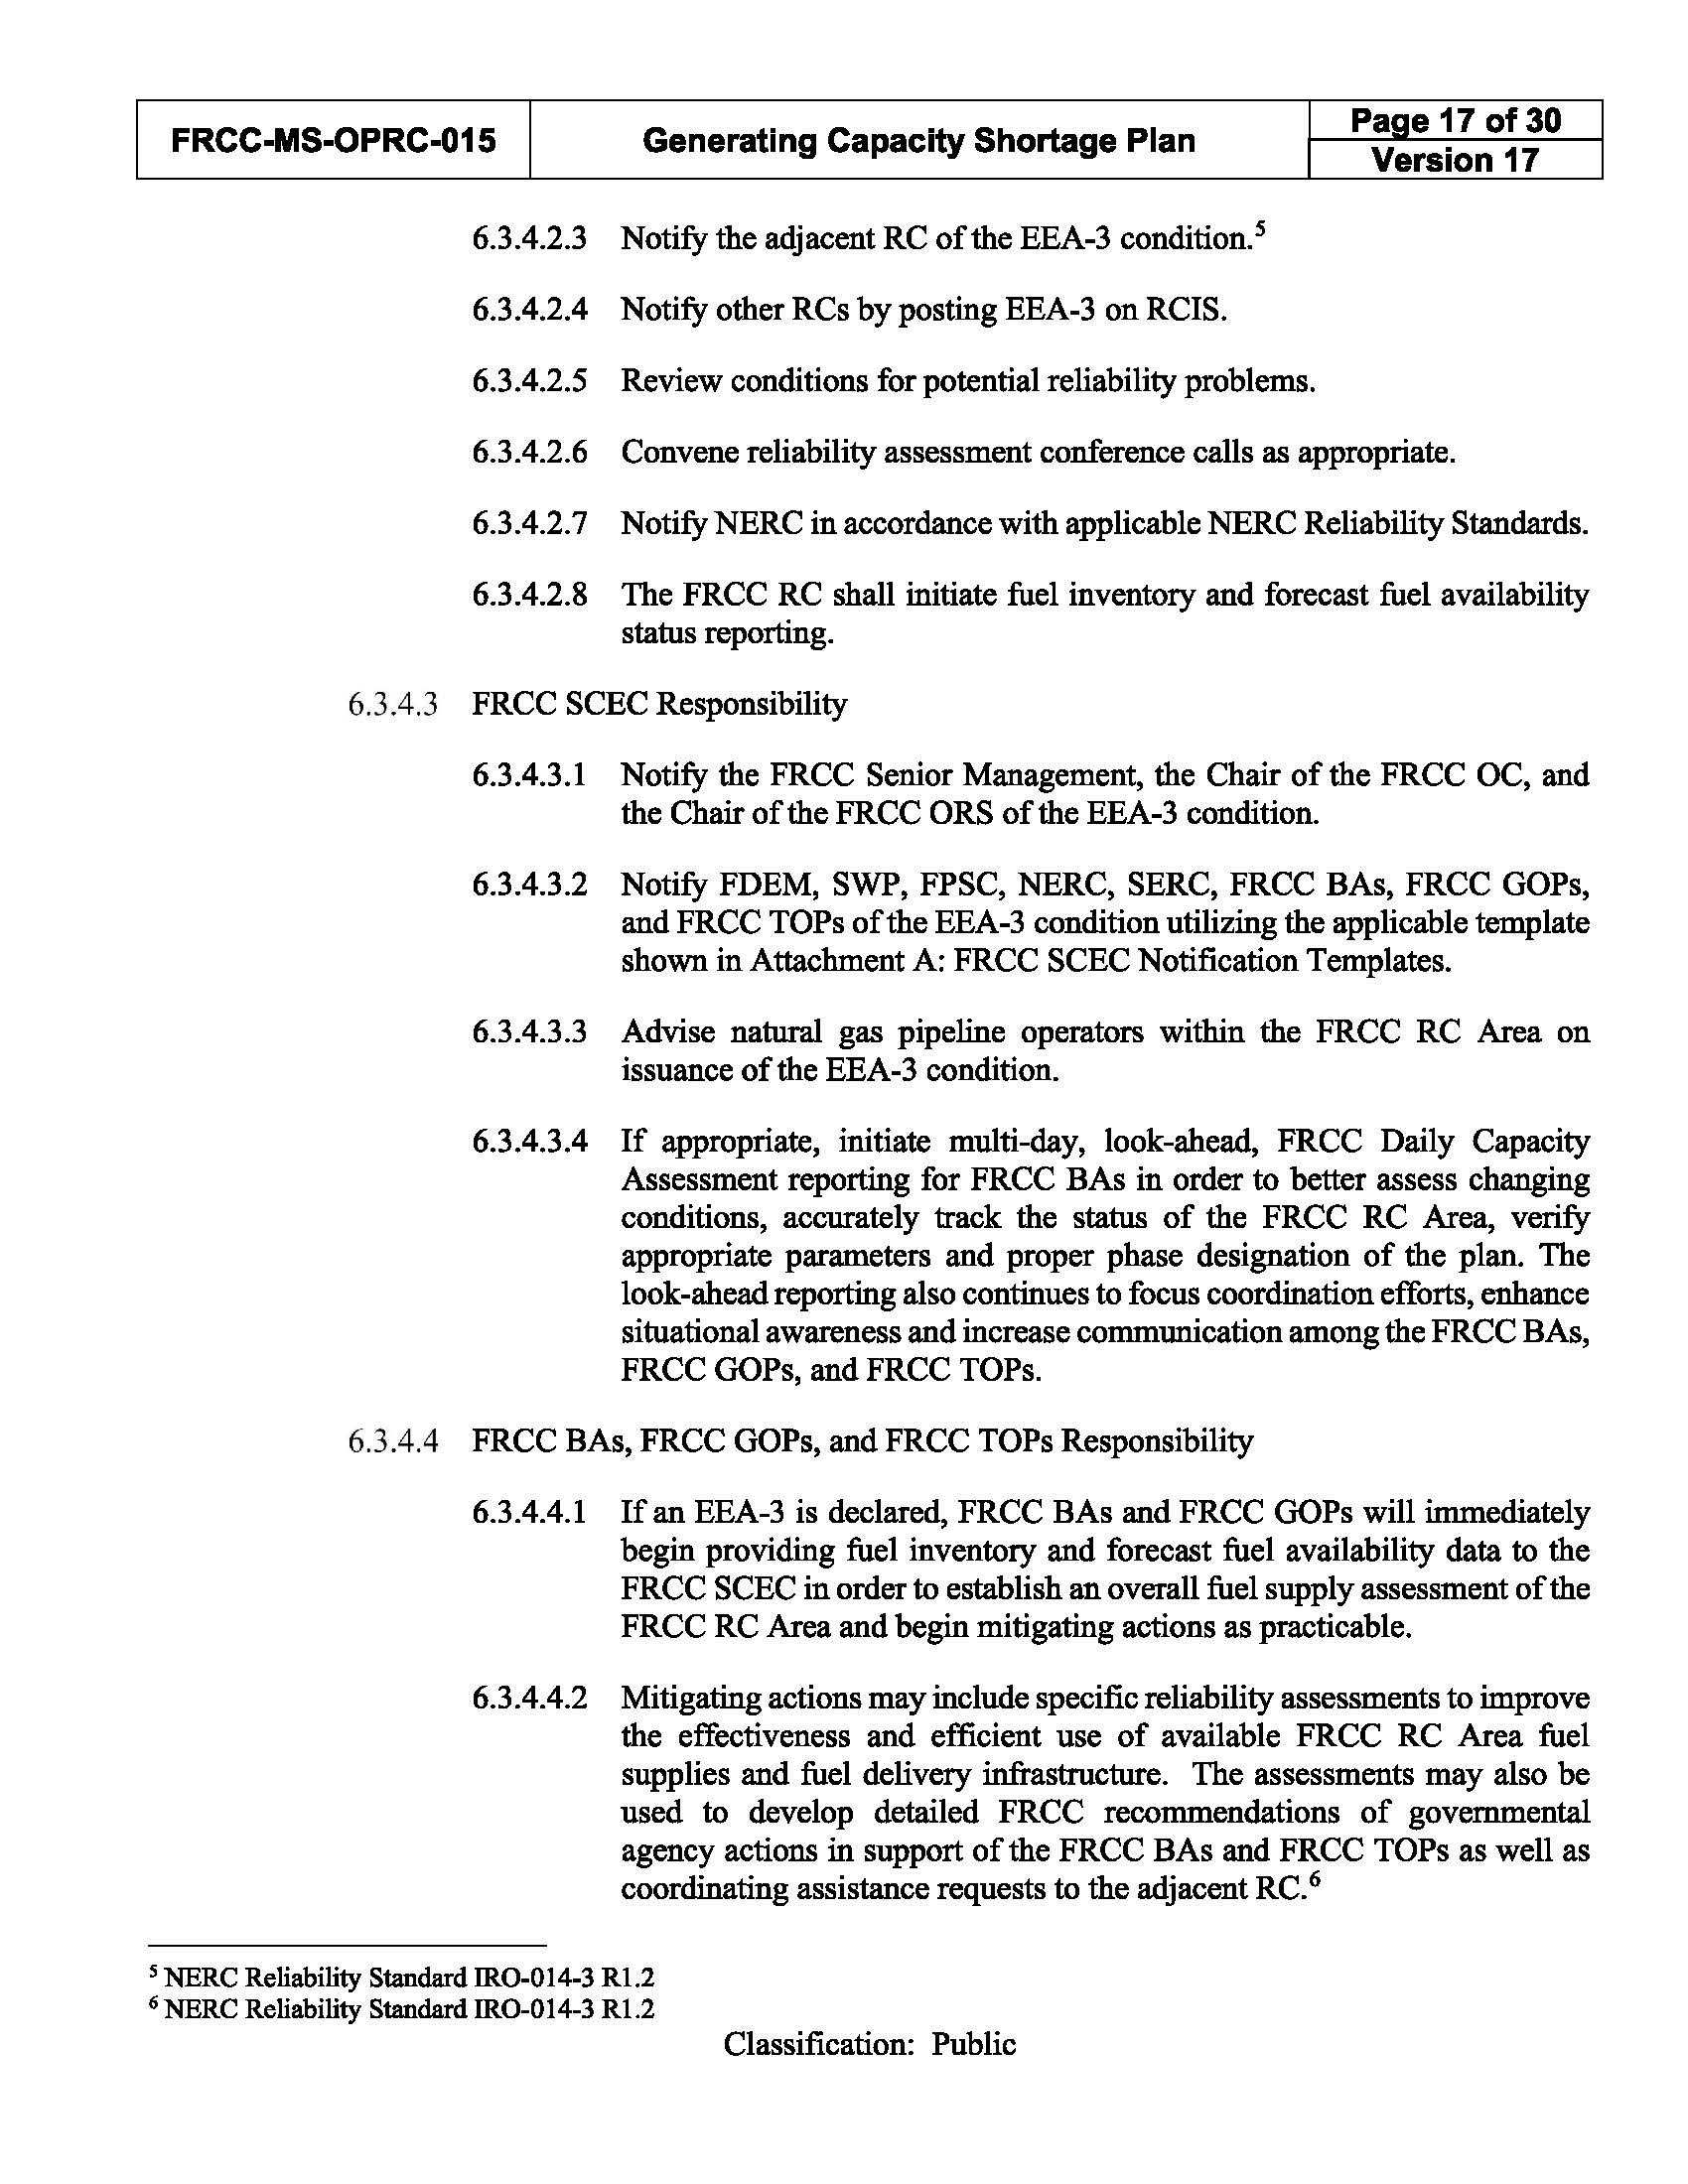 FRCC-MS-OPRC-015
Generating Capacity Shortage Plan
Page 17 of 30
Version 17
6.3.4.2.3 Notify the adjacent RC of the EEA-3 condition.5
6.3.4.2.4 Notify other RCs by posting EEA-3 on RCIS.
6.3.4.2.5 Review conditions for potential reliability problems.
6.3.4.2.6 Convene reliability assessment conference calls as appropriate.
6.3.4.2.7 Notify NERC in accordance with applicable NERC Reliability Standards.
6.3.4.2.8 The FRCC RC shall initiate fuel inventory and forecast fuel availability
status reporting.
6.3.4.3 FRCC SCEC Responsibility
6.3.4.3.1 Notify the FRCC Senior Management, the Chair of the FRCC OC, and
the Chair of the FRCC ORS of the EEA-3 condition.
6.3.4.3.2 Notify FDEM, SWP, FPSC, NERC, SERC, FRCC BAs, FRCC GOPs,
and FRCC TOPs of the EEA-3 condition utilizing the applicable template
shown in Attachment A: FRCC SCEC Notification Templates.
6.3.4.3.3 Advise natural gas pipeline operators within the FRCC RC Area on
issuance of the EEA-3 condition.
6.3.4.3.4 If appropriate, initiate multi-day, look-ahead, FRCC Daily Capacity
Assessment reporting for FRCC BAs in order to better assess changing
conditions, accurately track the status of the FRCC RC Area, verify
appropriate parameters and proper phase designation of the plan. The
look-ahead reporting also continues to focus coordination efforts, enhance
situational awareness and increase communication among the FRCC BAs,
FRCC GOPs, and FRCC TOPs.
6.3.4.4 FRCC BAs, FRCC GOPs, and FRCC TOPs Responsibility
6.3.4.4.1 If an EEA-3 is declared, FRCC BAs and FRCC GOPs will immediately
begin providing fuel inventory and forecast fuel availability data to the
FRCC SCEC in order to establish an overall fuel supply assessment of the
FRCC RC Area and begin mitigating actions as practicable.
6.3.4.4.2 Mitigating actions may include specific reliability assessments to improve
the effectiveness and efficient use of available FRCC RC Area fuel
supplies and fuel delivery infrastructure. The assessments may also be
used to develop detailed FRCC recommendations of governmental
agency actions in support of the FRCC BAs and FRCC TOPs as well as
coordinating assistance requests to the adjacent RC.6
5 NERC Reliability Standard IRO-014-3 R1.2
6 NERC Reliability Standard IRO-014-3 R1.2
Classification: Public